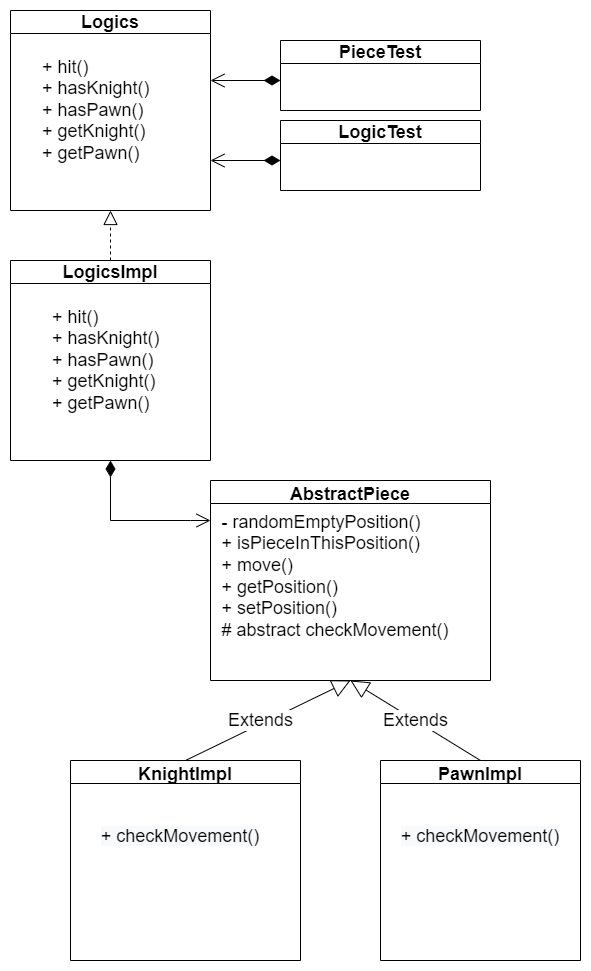 Logics
+ hit()
+ hasKnight()
+ hasPawn()
+ getKnight()
+ getPawn()
PieceTest
LogicTest
LogicsImpl
+ hit()
+ hasKnight()
+ hasPawn()
+ getKnight()
+ getPawn()
AbstractPiece
- randomEmptyPosition()
+ isPieceInThisPosition()
+ move()
+ getPosition()
+ setPosition()
# abstract checkMovement()
Extends
Extends
KnightImpl
+ checkMovement()
PawnImpl
+ checkMovement()